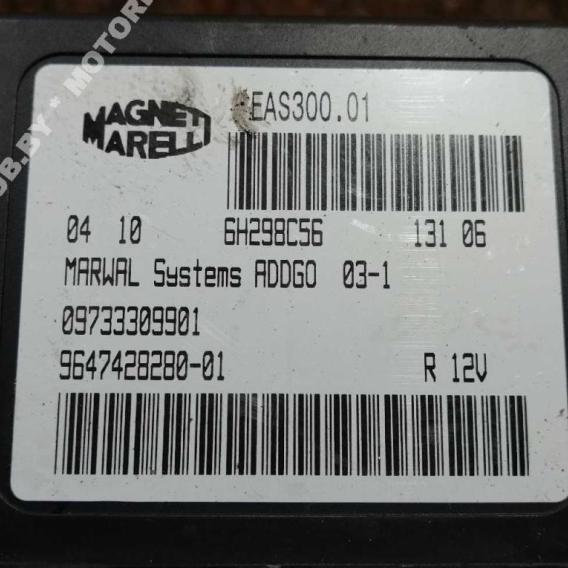 MAGNETI
MARELLI
EAS300.01
04 10 6H298C56 131 06
MARWAL Systems ADDGO 03-1
09733309901
9647428280-01 R 12V